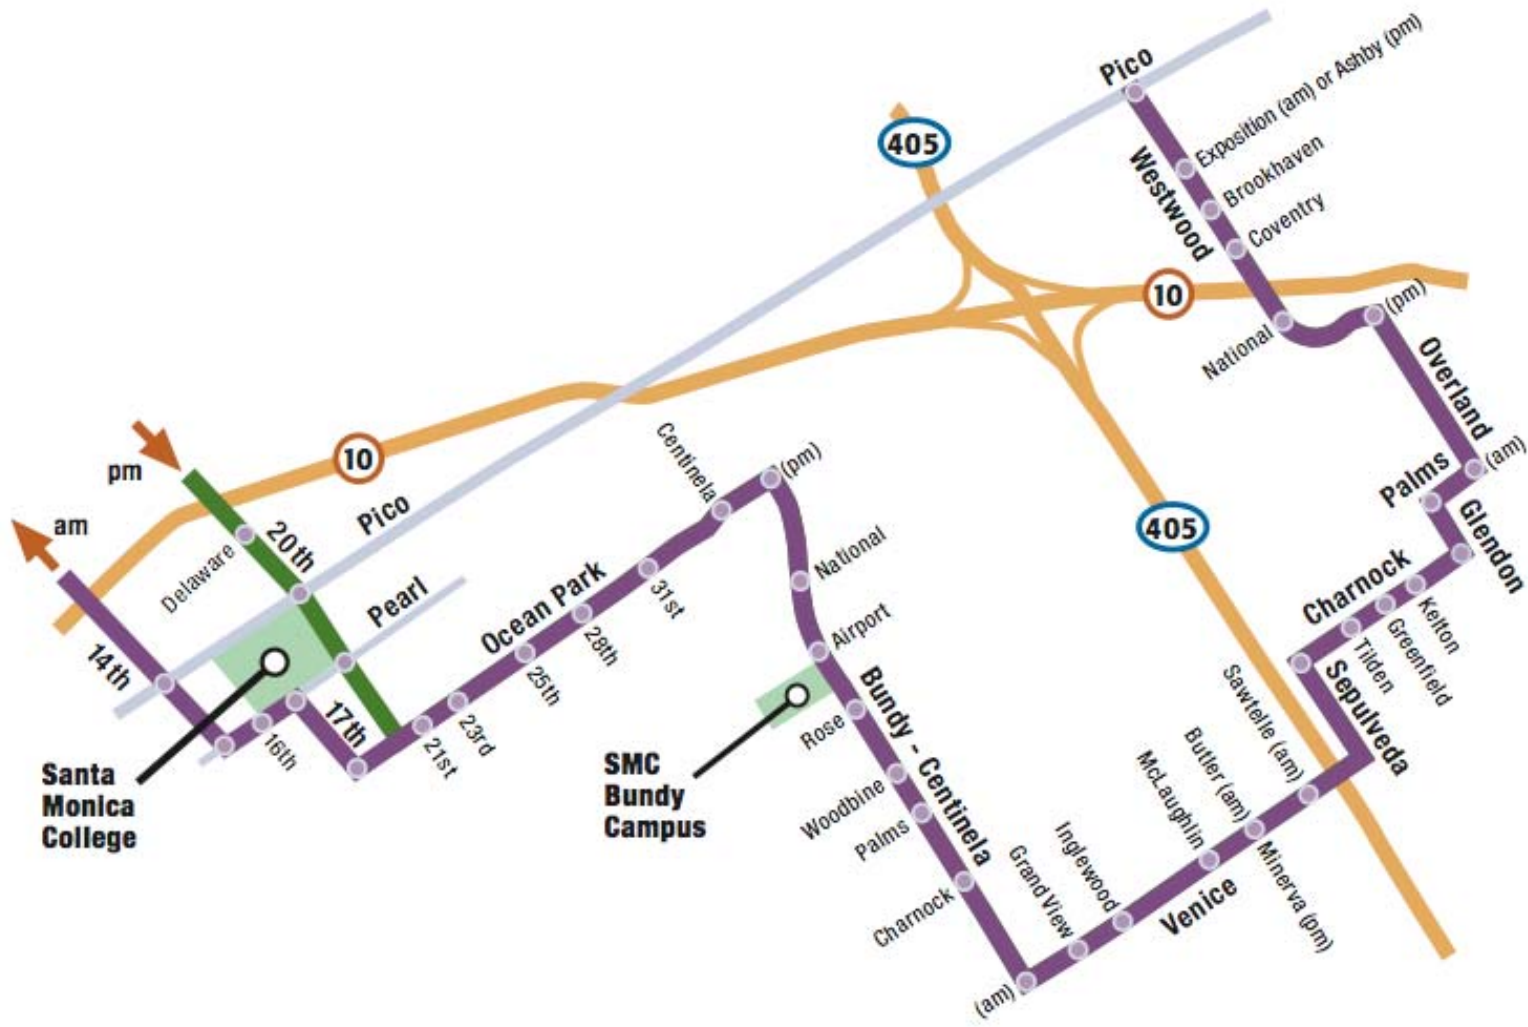 Pico
Exposition (am) or Ashby (pm)
405
Brookhaven
Westwood
Coventry
10
(pm)
National
Overland
Centinela
(pm)
(am)
10
Palms
pm
Pico
Glendon
am
405
20th
National
Delaware
Charnock
Pearl
Ocean Park
31st
Kelton
Airport
Greenfield
28th
Tilden
14th
25th
Sepulveda
Sawtelle (am)
17th
Bundy - Centinela
23rd
Rose
21st
16th
Butler (am)
McLaughlin
Santa
Monica
College
SMC
Bundy
Campus
Woodbine
Palms
Inglewood
Grand View
Minerva (pm)
Venice
Charnock
(am)